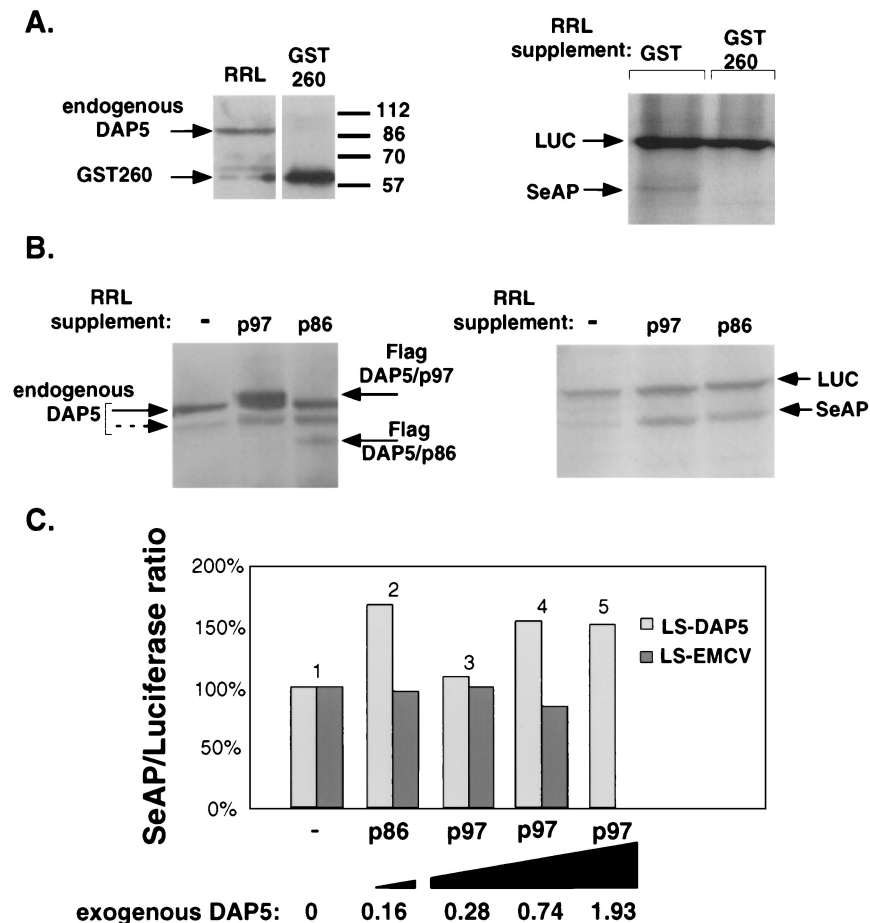 A.
RRL
GST
260
endogenous
DAP5
GST260
112
86
70
57
RRL
supplement:
GST
GST
260
LUC
SeAP
B.
RRL
supplement:
-
p97
p86
endogenous
DAP5
Flag
DAP5/p97
Flag
DAP5/p86
RRL
supplement:
-
p97
p86
LUC
SeAP
C.
SeAP/Luciferase ratio
200%
150%
100%
50%
0%
1
2
3
4
5
LS-DAP5
LS-EMCV
- p86 p97 p97 p97
exogenous DAP5: 0 0.16 0.28 0.74 1.93